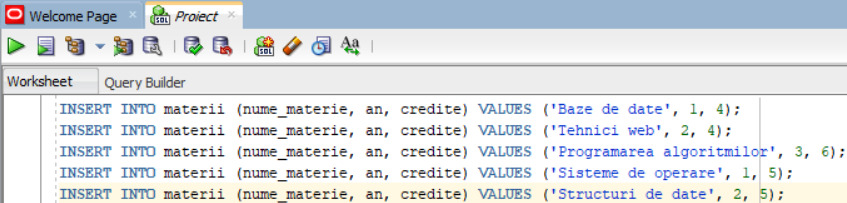 Welcome Page Proiect
SQL Aa
Worksheet Query Builder
INSERT INTO materii (nume_materie, an, credite) VALUES ('Baze de date', 1, 4);
INSERT INTO materii (nume_materie, an, credite) VALUES ('Tehnici web', 2, 4);
INSERT INTO materii (nume_materie, an, credite) VALUES ('Programarea algoritmilor', 3, 6);
INSERT INTO materii (nume_materie, an, credite) VALUES ('Sisteme de operare', 1, 5);
INSERT INTO materii (nume_materie, an, credite) VALUES ('Structuri de date', 2, 5);